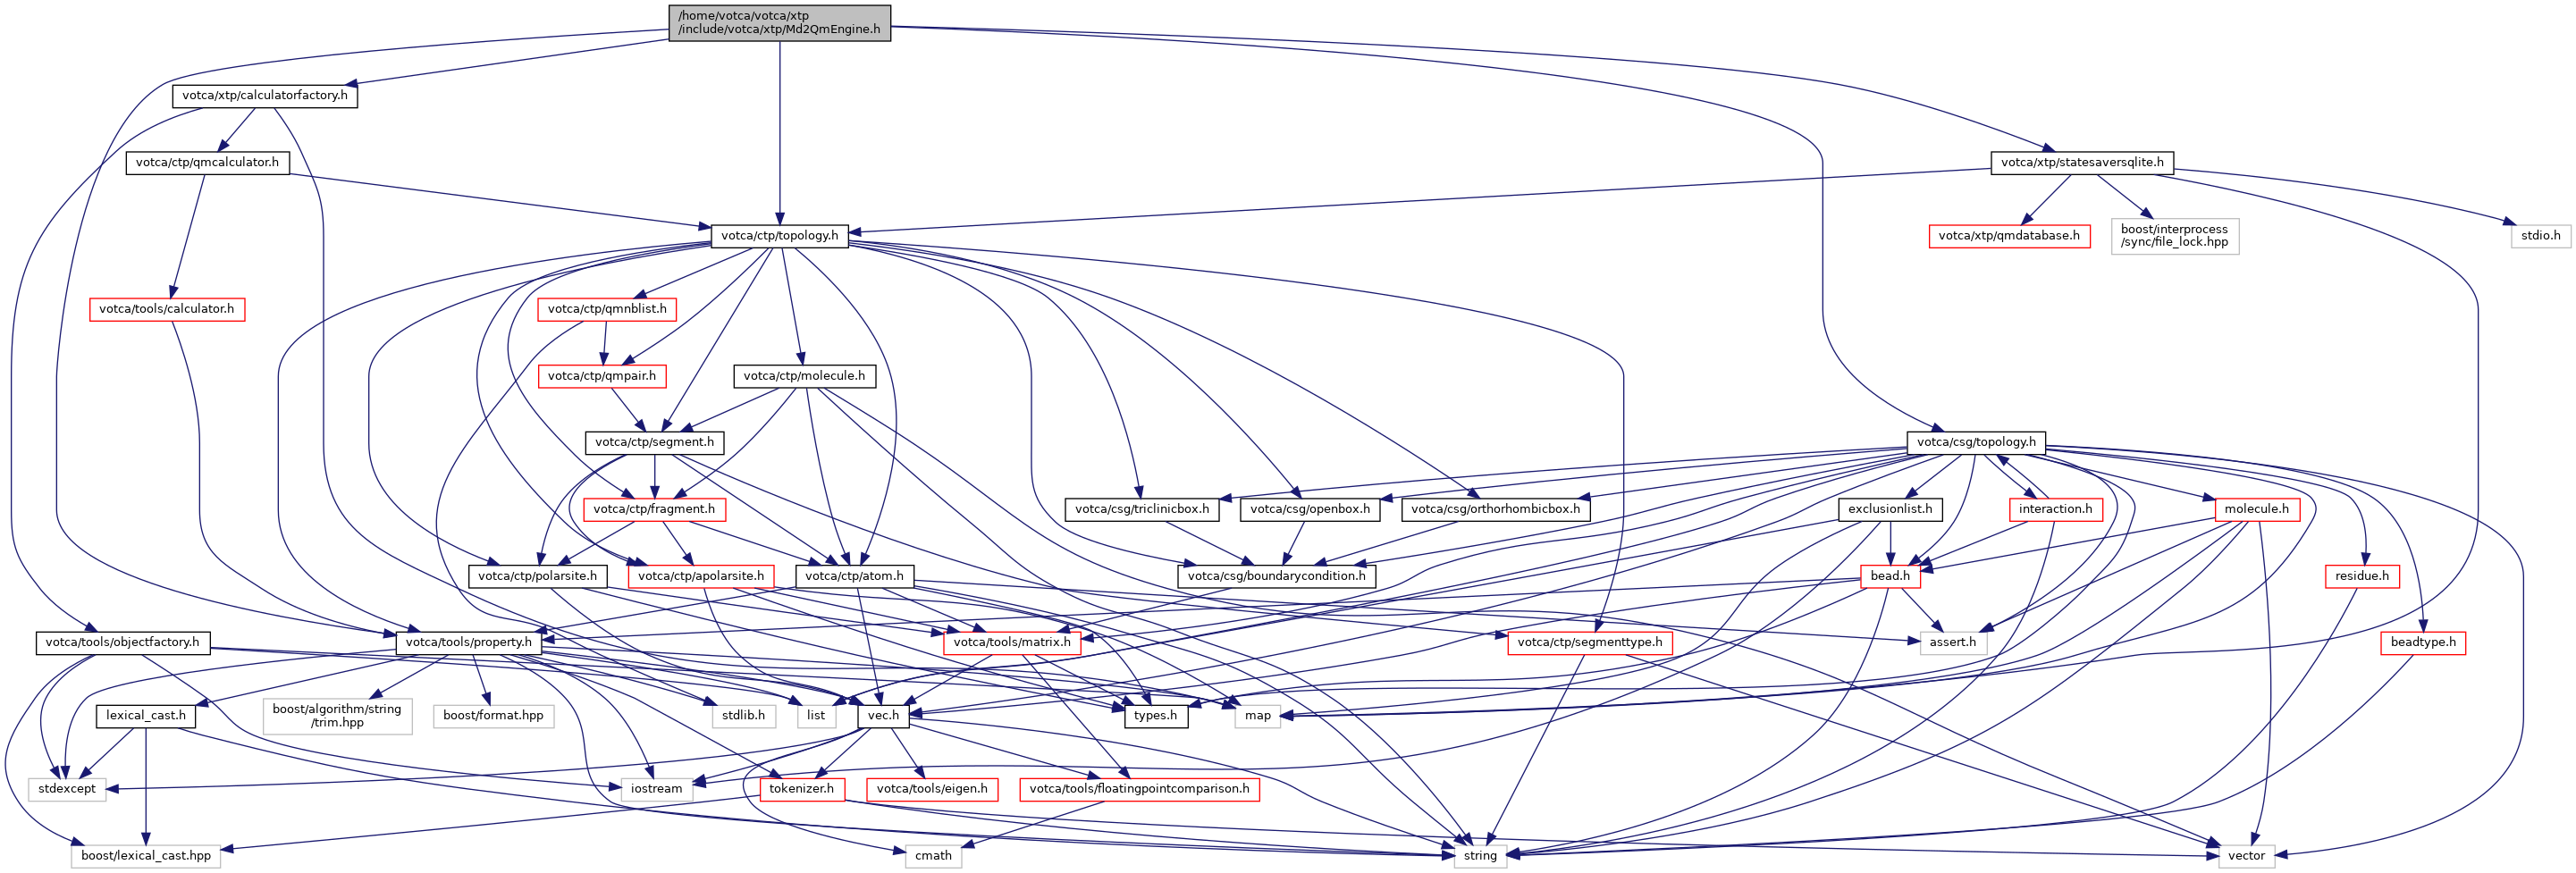 /home/votca/votca/xtp
/include/votca/xtp/Md2QmEngine.h
votca/xtp/calculatorfactory.h
votca/ctp/qmcalculator.h
votca/xtp/statesaversqlite.h
votca/ctp/topology.h
votca/xtp/qmdatabase.h
boost/interprocess
/sync/file_lock.hpp
stdio.h
votca/tools/calculator.h
votca/ctp/qmnblist.h
votca/ctp/qmpair.h
votca/ctp/molecule.h
votca/ctp/segment.h
votca/csg/topology.h
votca/ctp/fragment.h
votca/csg/triclinicbox.h
votca/csg/openbox.h
votca/csg/orthorhombicbox.h
exclusionlist.h
interaction.h
molecule.h
votca/ctp/polarsite.h
votca/ctp/apolarsite.h
votca/ctp/atom.h
votca/csg/boundarycondition.h
bead.h
residue.h
votca/tools/objectfactory.h
votca/tools/property.h
votca/tools/matrix.h
votca/ctp/segmenttype.h
assert.h
beadtype.h
lexical_cast.h
boost/algorithm/string
/trim.hpp
boost/format.hpp
stdlib.h
list
vec.h
types.h
map
stdexcept
iostream
tokenizer.h
votca/tools/eigen.h
votca/tools/floatingpointcomparison.h
boost/lexical_cast.hpp
cmath
string
vector